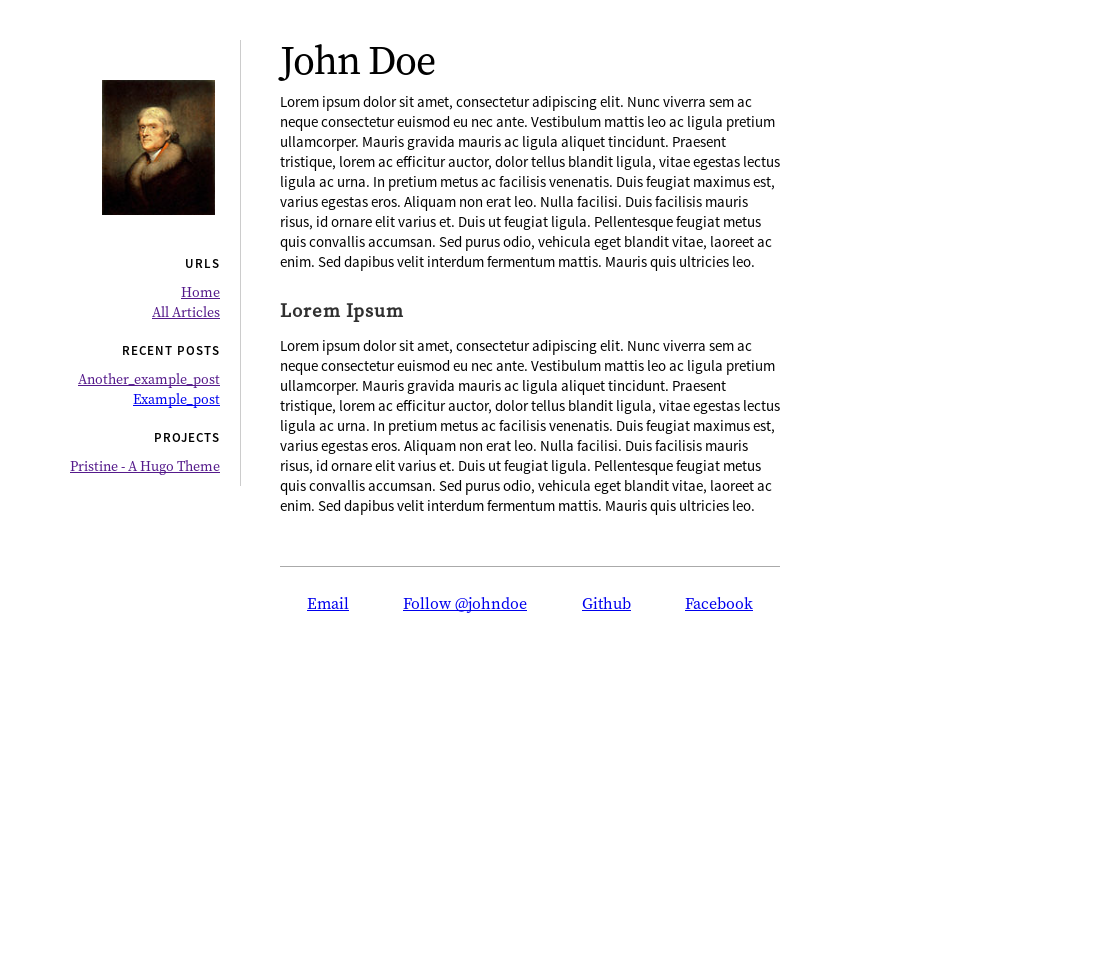 URLS
Home
All Articles
RECENT POSTS
Another_example_post
Example_post
PROJECTS
Pristine - A Hugo Theme
John Doe
Lorem ipsum dolor sit amet, consectetur adipiscing elit. Nunc viverra sem ac
neque consectetur euismod eu nec ante. Vestibulum mattis leo ac ligula pretium
ullamcorper. Mauris gravida mauris ac ligula aliquet tincidunt. Praesent
tristique, lorem ac efficitur auctor, dolor tellus blandit ligula, vitae egestas lectus
ligula ac urna. In pretium metus ac facilisis venenatis. Duis feugiat maximus est,
varius egestas eros. Aliquam non erat leo. Nulla facilisi. Duis facilisis mauris
risus, id ornare elit varius et. Duis ut feugiat ligula. Pellentesque feugiat metus
quis convallis accumsan. Sed purus odio, vehicula eget blandit vitae, laoreet ac
enim. Sed dapibus velit interdum fermentum mattis. Mauris quis ultricies leo.
Lorem Ipsum
Lorem ipsum dolor sit amet, consectetur adipiscing elit. Nunc viverra sem ac
neque consectetur euismod eu nec ante. Vestibulum mattis leo ac ligula pretium
ullamcorper. Mauris gravida mauris ac ligula aliquet tincidunt. Praesent
tristique, lorem ac efficitur auctor, dolor tellus blandit ligula, vitae egestas lectus
ligula ac urna. In pretium metus ac facilisis venenatis. Duis feugiat maximus est,
varius egestas eros. Aliquam non erat leo. Nulla facilisi. Duis facilisis mauris
risus, id ornare elit varius et. Duis ut feugiat ligula. Pellentesque feugiat metus
quis convallis accumsan. Sed purus odio, vehicula eget blandit vitae, laoreet ac
enim. Sed dapibus velit interdum fermentum mattis. Mauris quis ultricies leo.
Email Follow @johndoe Github Facebook